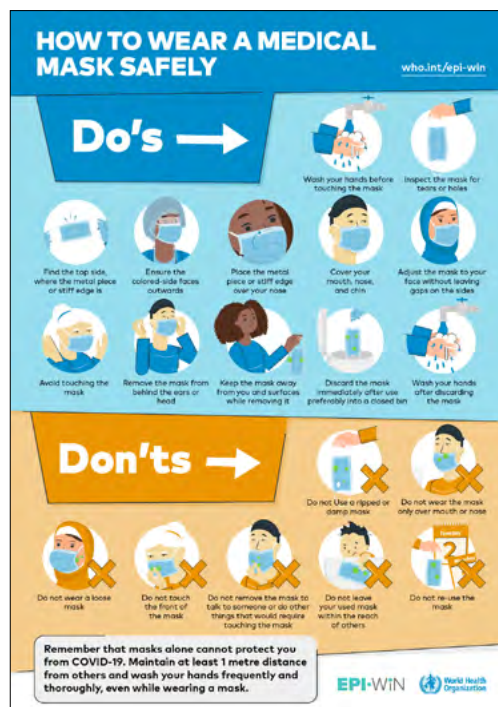 HOW TO WEAR A MEDICAL
MASK SAFELY
who.int/epi-win
Do's
Wash your hands before
touching the mask
Inspect the mask for
tears or holes
Find the top side,
where the metal piece
or stiff edge is
Ensure the
colored-side faces
outwards
Place the metal
piece or stiff edge
over your nose
Cover your
mouth, nose,
and chin
Adjust the mask to your
face without leaving
gaps on the sides
Avoid touching the
mask
Remove the mask from
behind the ears or
head
Keep the mask away
from you and surfaces
while removing it
Discard the mask
immediately after use
preferably into a closed bin
Wash your hands
after discarding
the mask
Don'ts
Do not Use a ripped or
damp mask
Do not wear the mask
only over mouth or nose
Do not wear a loose
mask
Do not touch
the front of
the mask
Do not remove the mask to
talk to someone or do other
things that would require
touching the mask
Do not leave
your used mask
within the reach
of others
2
Do not re-use the
mask
Remember that masks alone cannot protect you
from COVID-19. Maintain at least 1 metre distance
from others and wash your hands frequently and
thoroughly, even while wearing a mask.
EPI-WiN
World Health
Organization